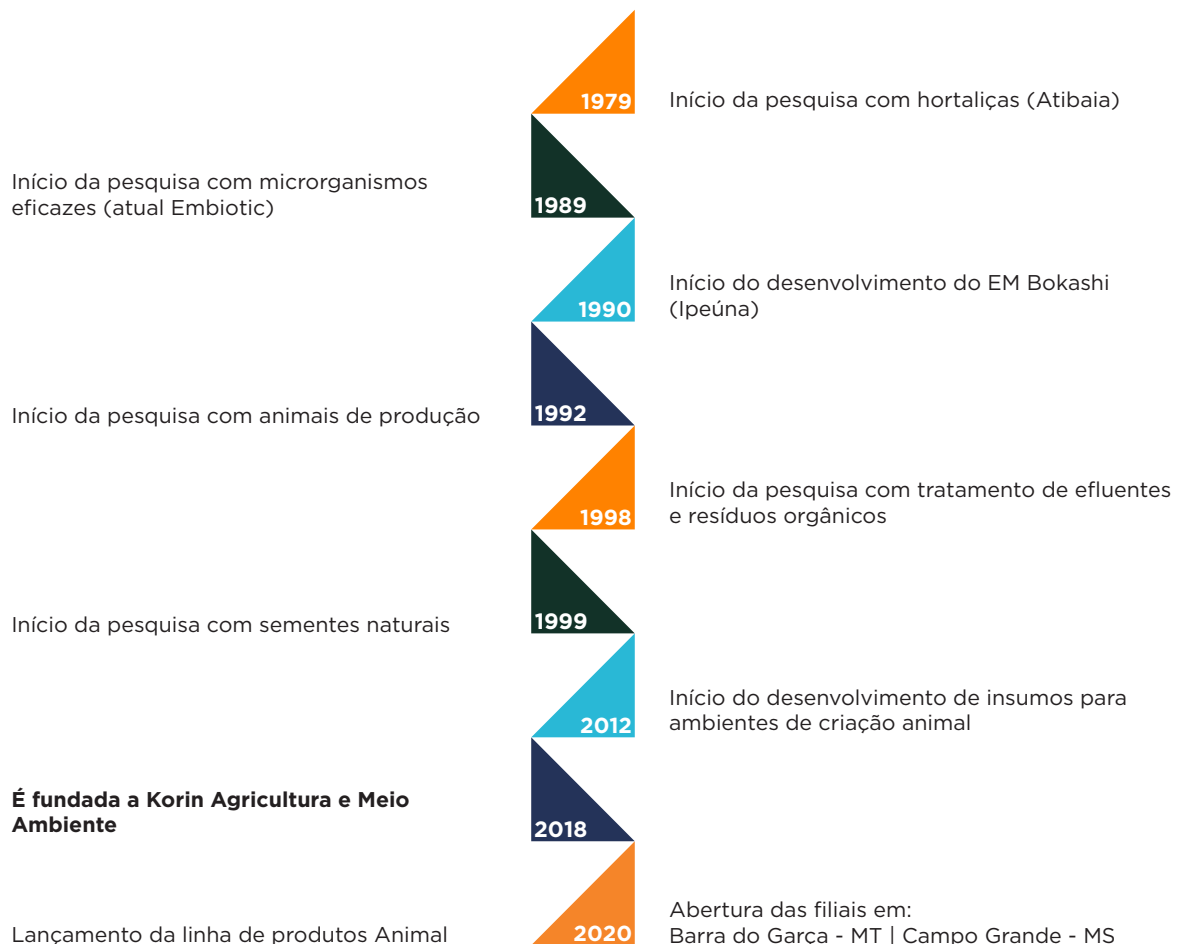 1979
Início da pesquisa com hortaliças (Atibaia)
Início da pesquisa com microrganismos
eficazes (atual Embiotic)
1989
1990
Início do desenvolvimento do EM Bokashi
(Ipeúna)
Início da pesquisa com animais de produção
1992
1998
Início da pesquisa com tratamento de efluentes
e resíduos orgânicos
Início da pesquisa com sementes naturais
1999
2012
Início do desenvolvimento de insumos para
ambientes de criação animal
É fundada a Korin Agricultura e Meio
Ambiente
2018
Lançamento da linha de produtos Animal
2020
Abertura das filiais em:
Barra do Garça - MT | Campo Grande - MS